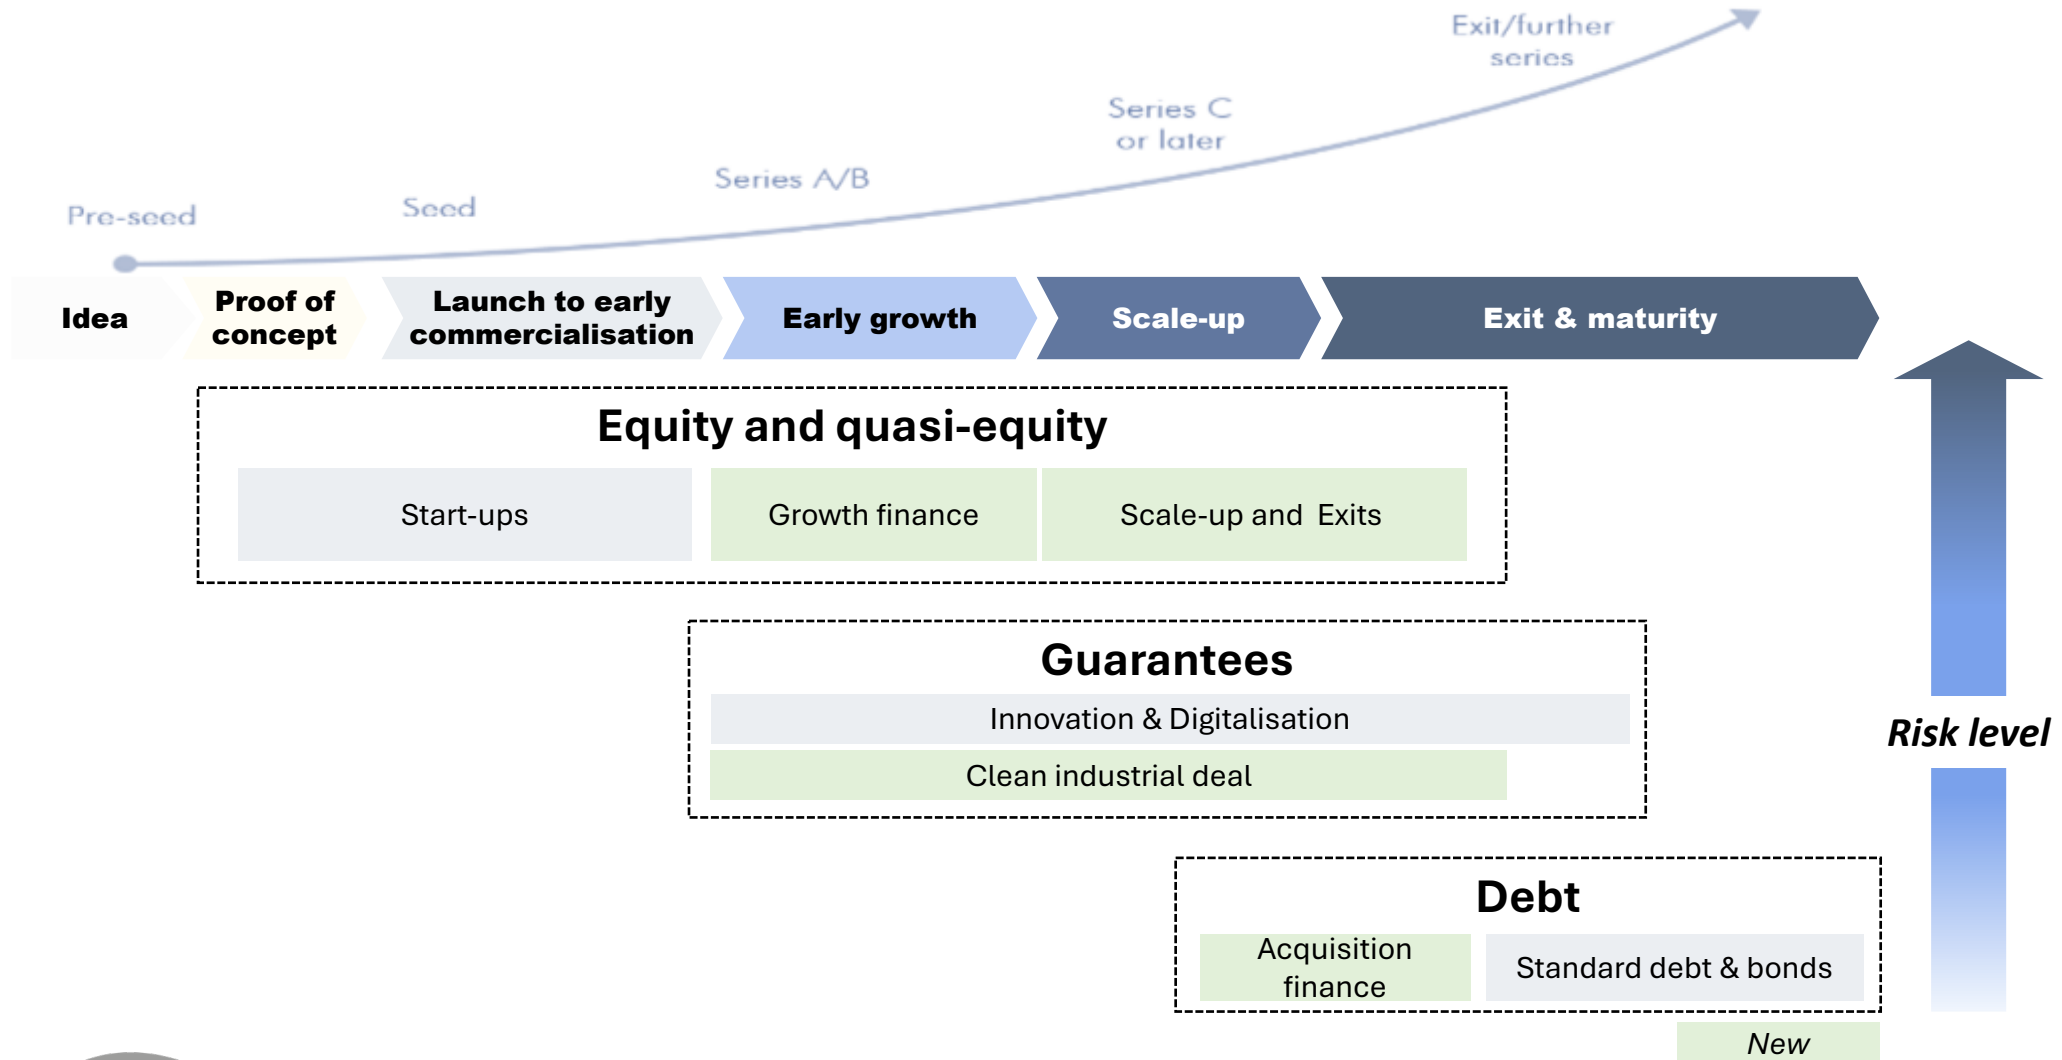 Exit/further
series
Series C
or later
Series A/B
Seed
Pre-seed
Idea
Proof of
concept
Launch to early
commercialisation
Early growth
Scale-up
Exit & maturity
Equity and quasi-equity
Start-ups
Growth finance
Scale-up and Exits
Guarantees
Innovation & Digitalisation
Clean industrial deal
Risk level
Debt
Acquisition
finance
Standard debt & bonds
New